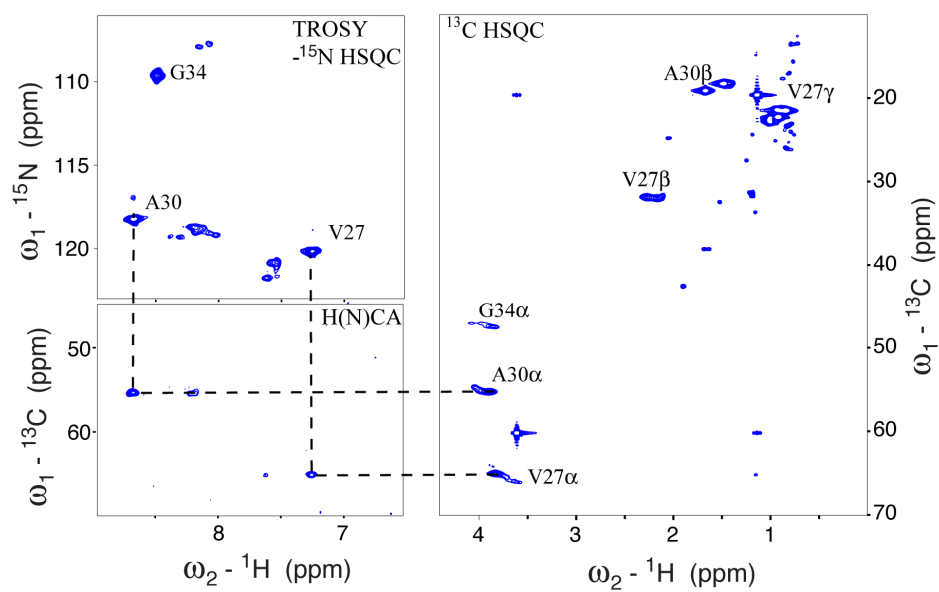 TROSY
-¹⁵N HSQC
G34
A30
V27
110
115
120
ω₁ - ¹⁵N (ppm)
H(N)CA
50
60
ω₁ - ¹³C (ppm)
8
7
ω₂ - ¹H (ppm)
¹³C HSQC
A30β
V27γ
V27β
G34α
A30α
V27α
20
30
40
50
60
70
ω₁ - ¹³C (ppm)
4
3
2
1
ω₂ - ¹H (ppm)